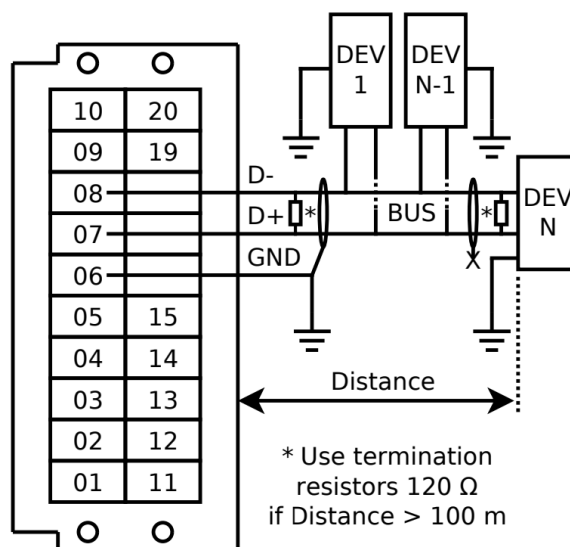 DEV
1
DEV
N-1
10 20
09 19
08 D-
07 D+ * BUS * DEV
N
06 GND X
05 15
04 14
03 13
02 12
01 11
Distance
* Use termination
resistors 120 Ω
if Distance > 100 m